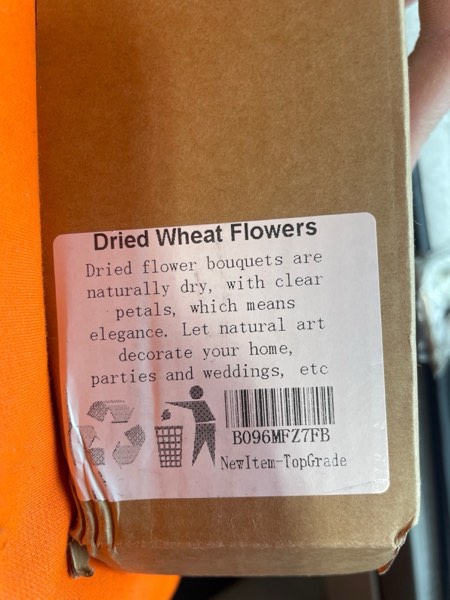 Dried Wheat Flowers
Dried flower bouquets are
naturally dry, with clear
petals, which means
elegance. Let natural art
decorate your home,
parties and weddings, etc
B096MFZ7FB
NewItem-TopGrade